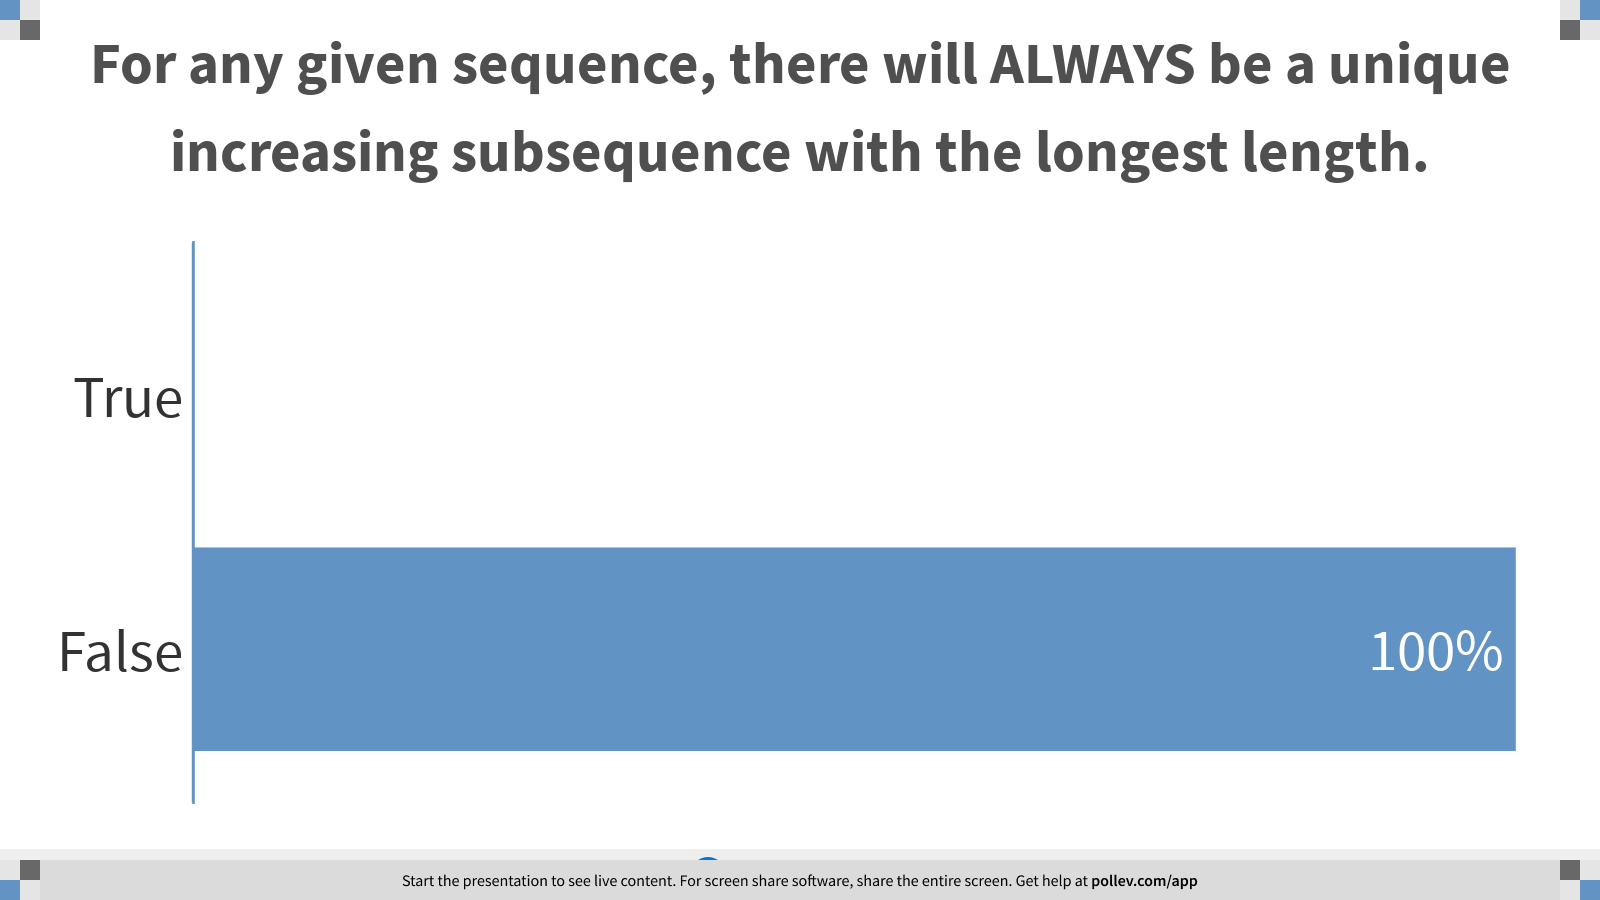 For any given sequence, there will ALWAYS be a unique
increasing subsequence with the longest length.
True
False
100%
Start the presentation to see live content. For screen share software, share the entire screen. Get help at pollev.com/app